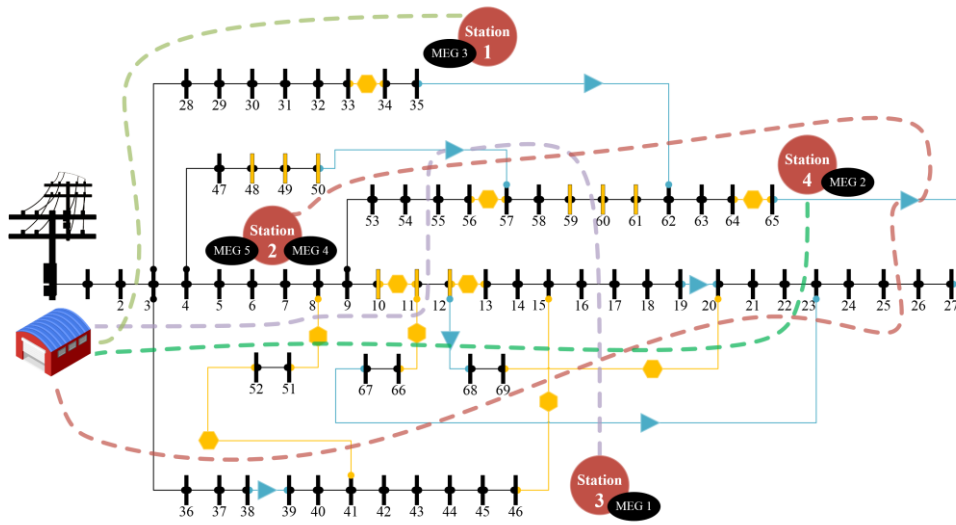 Station
1
MEG 3
28 29 30 31 32 33 34 35
Station
4
MEG 2
47 48 49 50
53 54 55 56 57 58 59 60 61 62 63 64 65
Station
2
MEG 5 MEG 4
2 3 4 5 6 7 8 9 10 11 12 13 14 15 16 17 18 19 20 21 22 23 24 25 26 27
52 51 67 66 68 69
Station
3
MEG 1
36 37 38 39 40 41 42 43 44 45 46